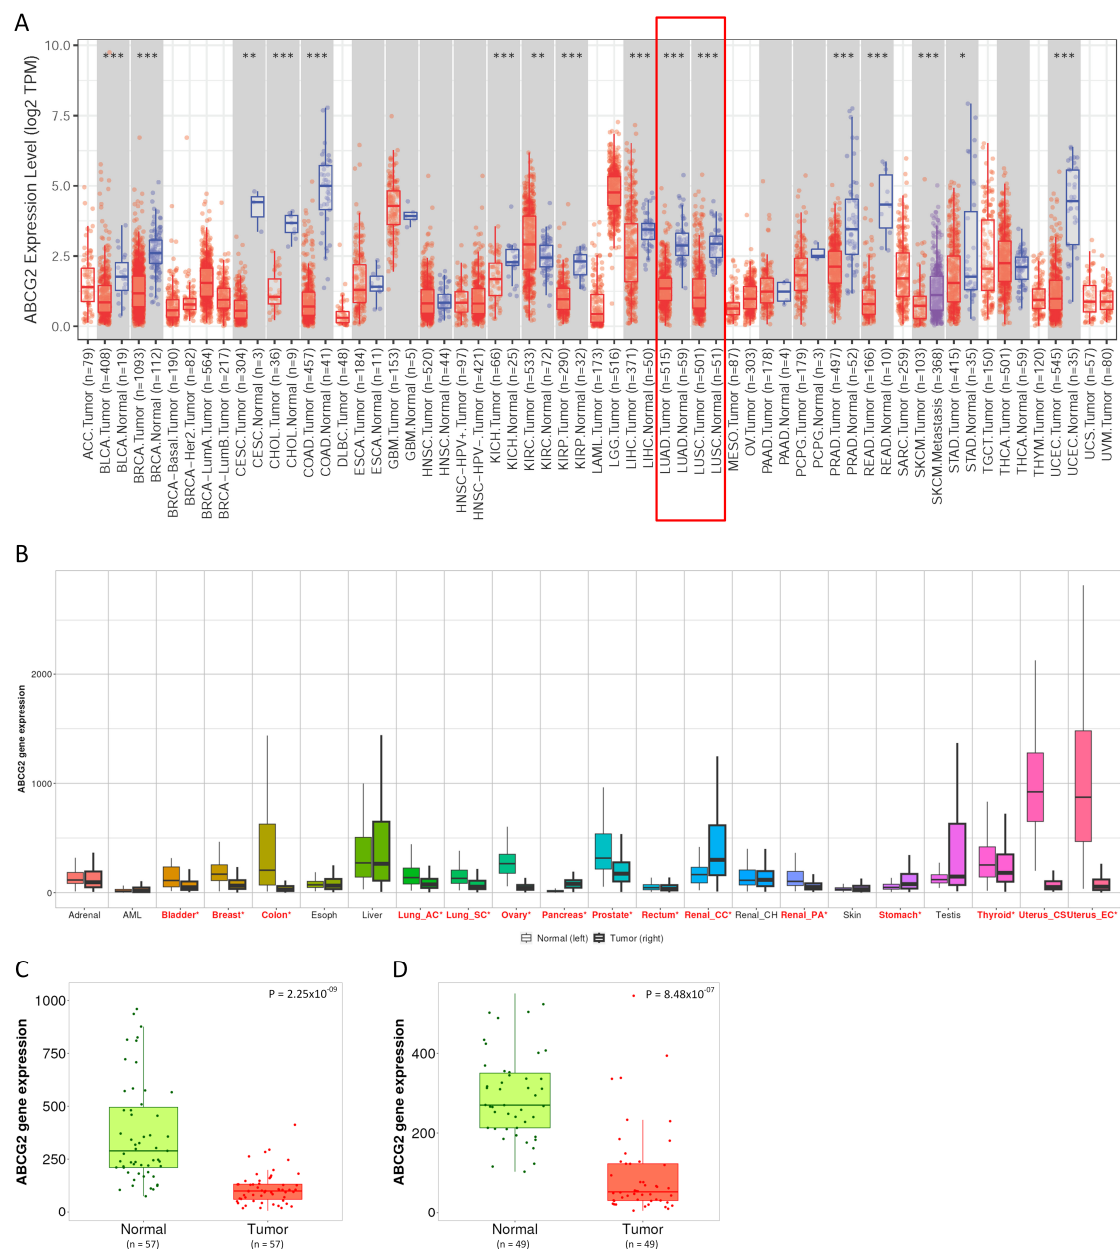 A
ABCG2 Expression Level (log2 TPM)
10.0
7.5
5.0
2.5
0.0
*** *** ** *** *** *** ** *** *** *** *** *** *** *** * ***
ACC.Tumor (n=79)
BLCA.Tumor (n=408)
BLCA.Normal (n=19)
BRCA.Tumor (n=1093)
BRCA.Normal (n=112)
BRCA-Basal.Tumor (n=190)
BRCA-Her2.Tumor (n=82)
BRCA-LumA.Tumor (n=564)
BRCA-LumB.Tumor (n=217)
CESC.Tumor (n=304)
CESC.Normal (n=3)
CHOL.Tumor (n=36)
CHOL.Normal (n=9)
COAD.Tumor (n=457)
COAD.Normal (n=41)
DLBC.Tumor (n=48)
ESCA.Tumor (n=184)
ESCA.Normal (n=11)
GBM.Tumor (n=153)
GBM.Normal (n=5)
HNSC.Tumor (n=520)
HNSC.Normal (n=44)
HNSC-HPV+.Tumor (n=97)
HNSC-HPV-.Tumor (n=421)
KICH.Tumor (n=66)
KICH.Normal (n=25)
KIRC.Tumor (n=533)
KIRC.Normal (n=72)
KIRP.Tumor (n=290)
KIRP.Normal (n=32)
LAML.Tumor (n=173)
LGG.Tumor (n=516)
LIHC.Tumor (n=371)
LIHC.Normal (n=50)
LUAD.Tumor (n=515)
LUAD.Normal (n=59)
LUSC.Tumor (n=501)
LUSC.Normal (n=51)
MESO.Tumor (n=87)
OV.Tumor (n=303)
PAAD.Tumor (n=178)
PAAD.Normal (n=4)
PCPG.Tumor (n=179)
PCPG.Normal (n=3)
PRAD.Tumor (n=497)
PRAD.Normal (n=52)
READ.Tumor (n=166)
READ.Normal (n=10)
SARC.Tumor (n=259)
SKCM.Tumor (n=103)
SKCM.Metastasis (n=368)
STAD.Tumor (n=415)
STAD.Normal (n=35)
TGCT.Tumor (n=150)
THCA.Tumor (n=501)
THCA.Normal (n=59)
THYM.Tumor (n=120)
UCEC.Tumor (n=545)
UCEC.Normal (n=35)
UCS.Tumor (n=57)
UVM.Tumor (n=80)
B
ABCG2 gene expression
2000
1000
0
Adrenal AML Bladder* Breast* Colon* Esoph Liver Lung_AC* Lung_SC* Ovary* Pancreas* Prostate* Rectum* Renal_CC* Renal_CH Renal_PA* Skin Stomach* Testis Thyroid* Uterus_CS Uterus_EC*
Normal (left) Tumor (right)
C
ABCG2 gene expression
P = 2.25x10-09
1000
750
500
250
0
Normal Tumor
(n = 57) (n = 57)
D
ABCG2 gene expression
P = 8.48x10-07
400
200
0
Normal Tumor
(n = 49) (n = 49)